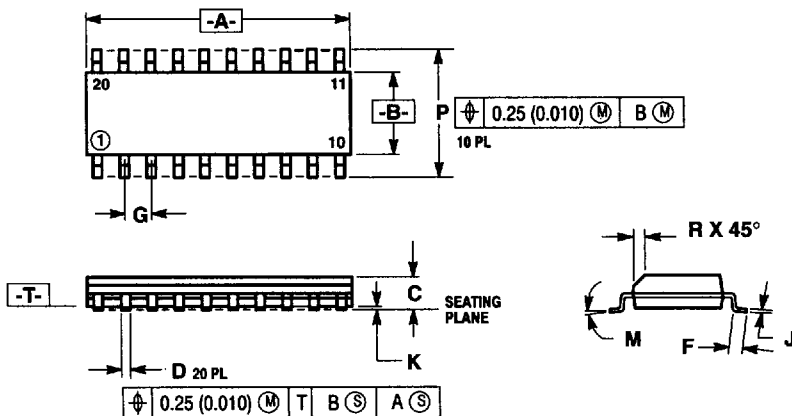 -A-
20 11
-B-
P
⌖ 0.25 (0.010) Ⓜ B Ⓜ
10 PL
① 10
G
R X 45°
-T-
C
SEATING
PLANE
M
F
J
K
D 20 PL
⌖ 0.25 (0.010) Ⓜ T B Ⓢ A Ⓢ